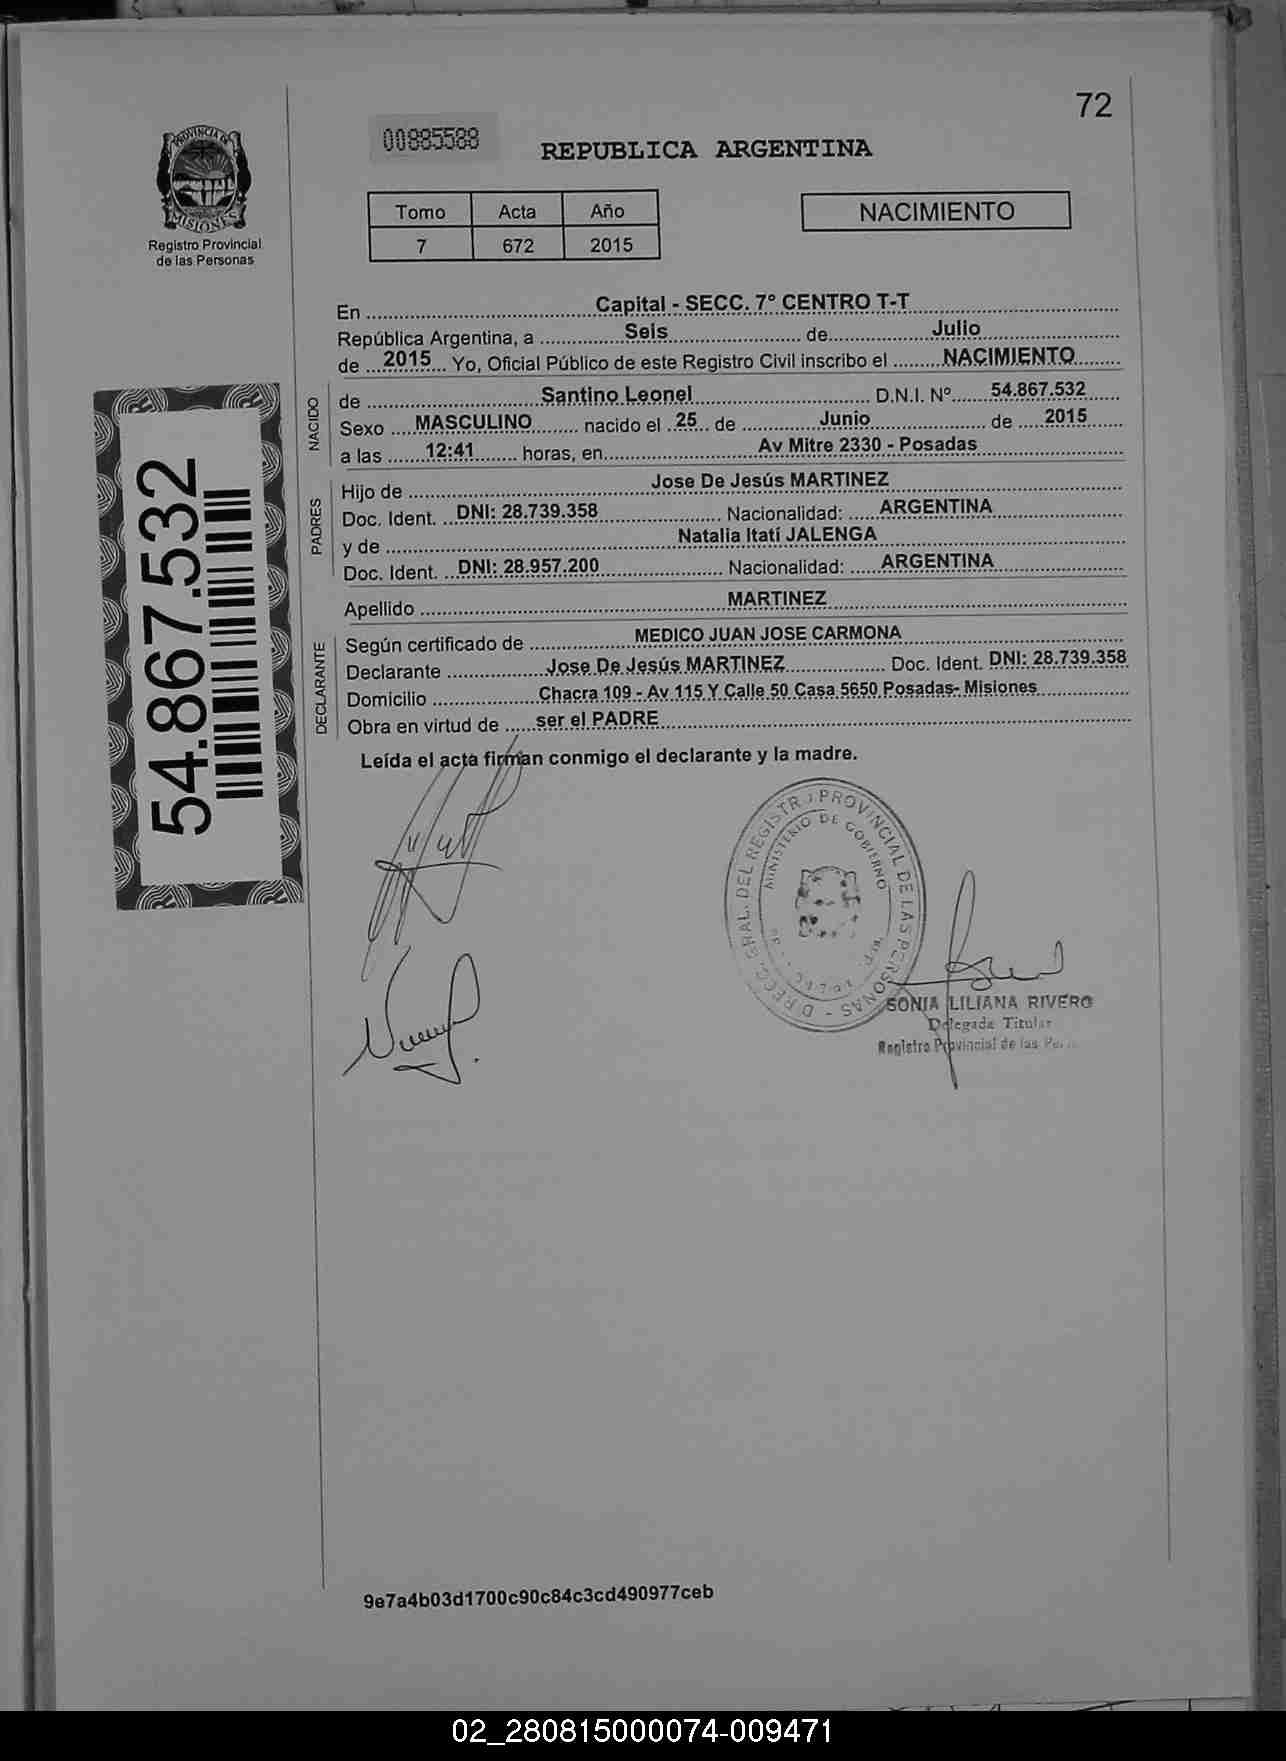 72
PROVINCIA DE
MISIONES
Registro Provincial
de las Personas
00885588
REPUBLICA ARGENTINA
Tomo Acta Año
7 672 2015
NACIMIENTO
En Capital - SECC. 7° CENTRO T-T
República Argentina, a Seis de Julio
de 2015 Yo, Oficial Público de este Registro Civil inscribo el NACIMIENTO
NACIDO
de Santino Leonel D.N.I. Nº 54.867.532
Sexo MASCULINO nacido el 25 de Junio de 2015
a las 12:41 horas, en Av Mitre 2330 - Posadas
PADRES
Hijo de Jose De Jesús MARTINEZ
Doc. Ident. DNI: 28.739.358 Nacionalidad: ARGENTINA
y de Natalia Itatí JALENGA
Doc. Ident. DNI: 28.957.200 Nacionalidad: ARGENTINA
Apellido MARTINEZ
DECLARANTE
Según certificado de MEDICO JUAN JOSE CARMONA
Declarante Jose De Jesús MARTINEZ Doc. Ident. DNI: 28.739.358
Domicilio Chacra 109 - Av 115 Y Calle 50 Casa 5650 Posadas- Misiones
Obra en virtud de ser el PADRE
Leída el acta firman conmigo el declarante y la madre.
54.867.532
DIRECC. GRAL. DEL REGISTRO PROVINCIAL DE LAS PERSONAS
MINISTERIO DE GOBIERNO
SONIA LILIANA RIVERO
Delegada Titular
Registro Provincial de las
9e7a4b03d1700c90c84c3cd490977ceb
02_280815000074-009471